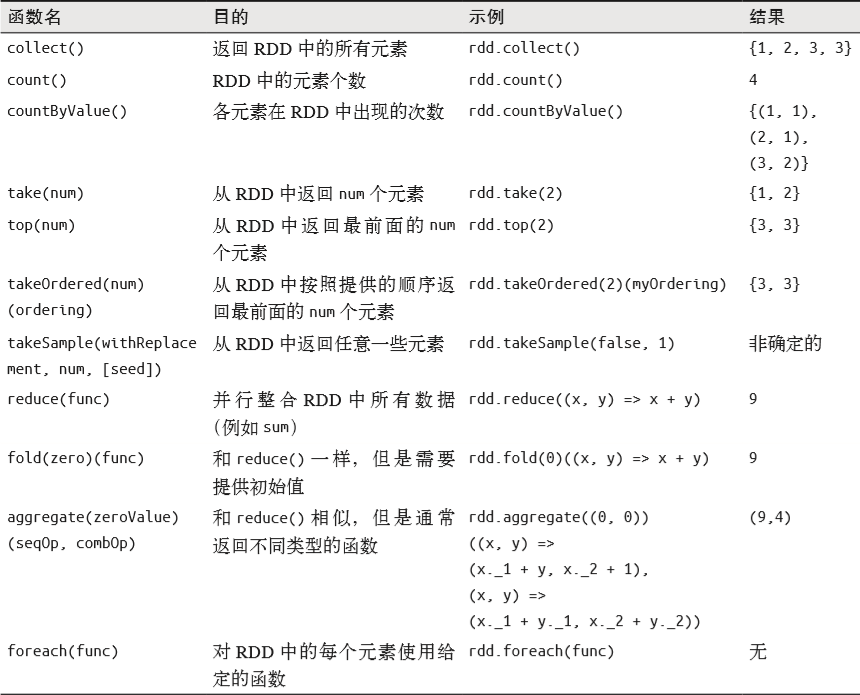 函数名 目的 示例 结果
collect() 返回 RDD 中的所有元素 rdd.collect() {1, 2, 3, 3}
count() RDD 中的元素个数 rdd.count() 4
countByValue() 各元素在 RDD 中出现的次数 rdd.countByValue() {(1, 1),
(2, 1),
(3, 2)}
take(num) 从 RDD 中返回 num 个元素 rdd.take(2) {1, 2}
top(num) 从 RDD 中返回最前面的 num rdd.top(2) {3, 3}
个元素
takeOrdered(num) 从 RDD 中按照提供的顺序返 rdd.takeOrdered(2)(myOrdering) {3, 3}
(ordering) 回最前面的 num 个元素
takeSample(withReplace 从 RDD 中返回任意一些元素 rdd.takeSample(false, 1) 非确定的
ment, num, [seed])
reduce(func) 并行整合 RDD 中所有数据 rdd.reduce((x, y) => x + y) 9
（例如 sum）
fold(zero)(func) 和 reduce() 一样，但是需要 rdd.fold(0)((x, y) => x + y) 9
提供初始值
aggregate(zeroValue) 和 reduce() 相似，但是通常 rdd.aggregate((0, 0)) (9,4)
(seqOp, combOp) 返回不同类型的函数 ((x, y) =>
(x._1 + y, x._2 + 1),
(x, y) =>
(x._1 + y._1, x._2 + y._2))
foreach(func) 对 RDD 中的每个元素使用给 rdd.foreach(func) 无
定的函数